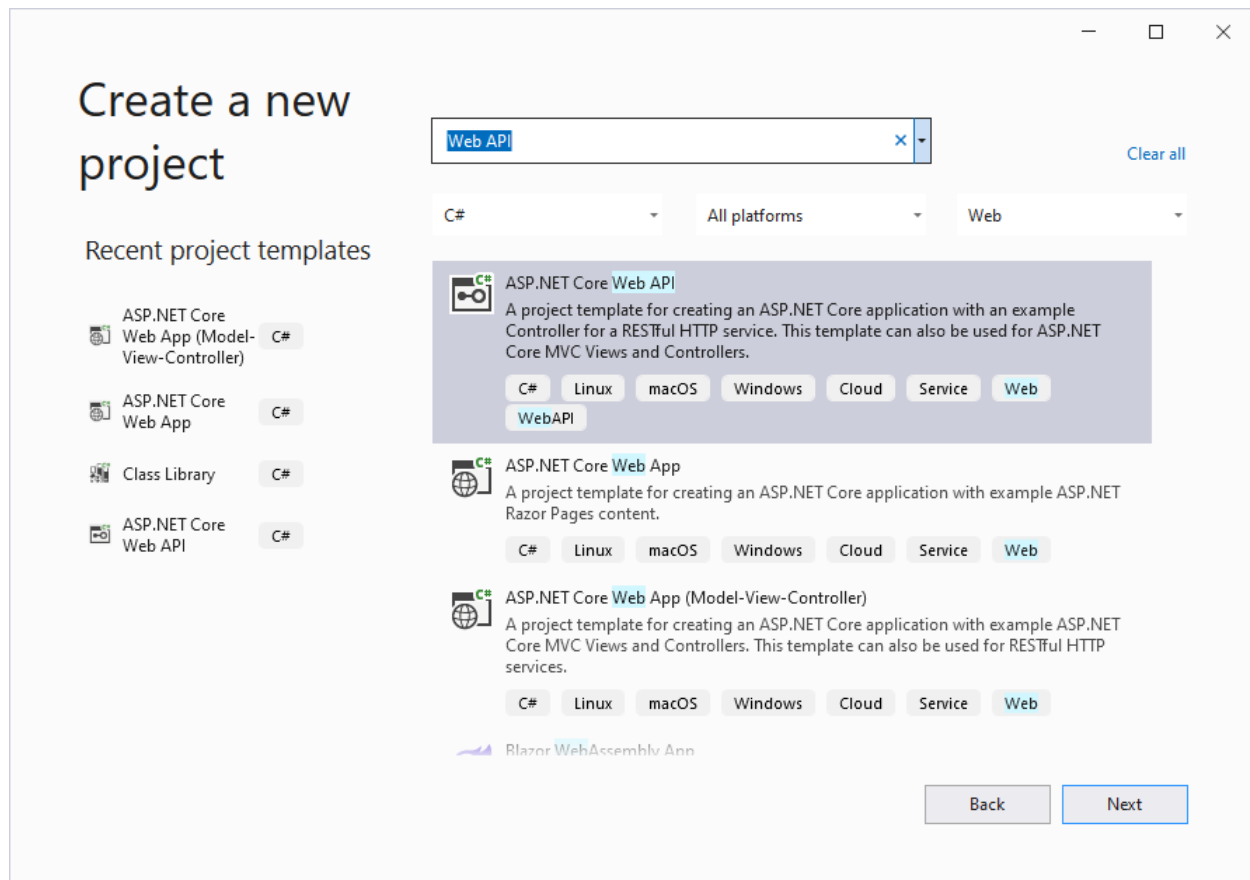 Create a new
project
Recent project templates
ASP.NET Core
Web App (Model-
View-Controller)
C#
ASP.NET Core
Web App
C#
Class Library
C#
ASP.NET Core
Web API
C#
Web API
Clear all
C#
All platforms
Web
ASP.NET Core Web API
A project template for creating an ASP.NET Core application with an example
Controller for a RESTful HTTP service. This template can also be used for ASP.NET
Core MVC Views and Controllers.
C# Linux macOS Windows Cloud Service Web
WebAPI
ASP.NET Core Web App
A project template for creating an ASP.NET Core application with example ASP.NET
Razor Pages content.
C# Linux macOS Windows Cloud Service Web
ASP.NET Core Web App (Model-View-Controller)
A project template for creating an ASP.NET Core application with example ASP.NET
Core MVC Views and Controllers. This template can also be used for RESTful HTTP
services.
C# Linux macOS Windows Cloud Service Web
Blazor WebAssembly App
Back
Next